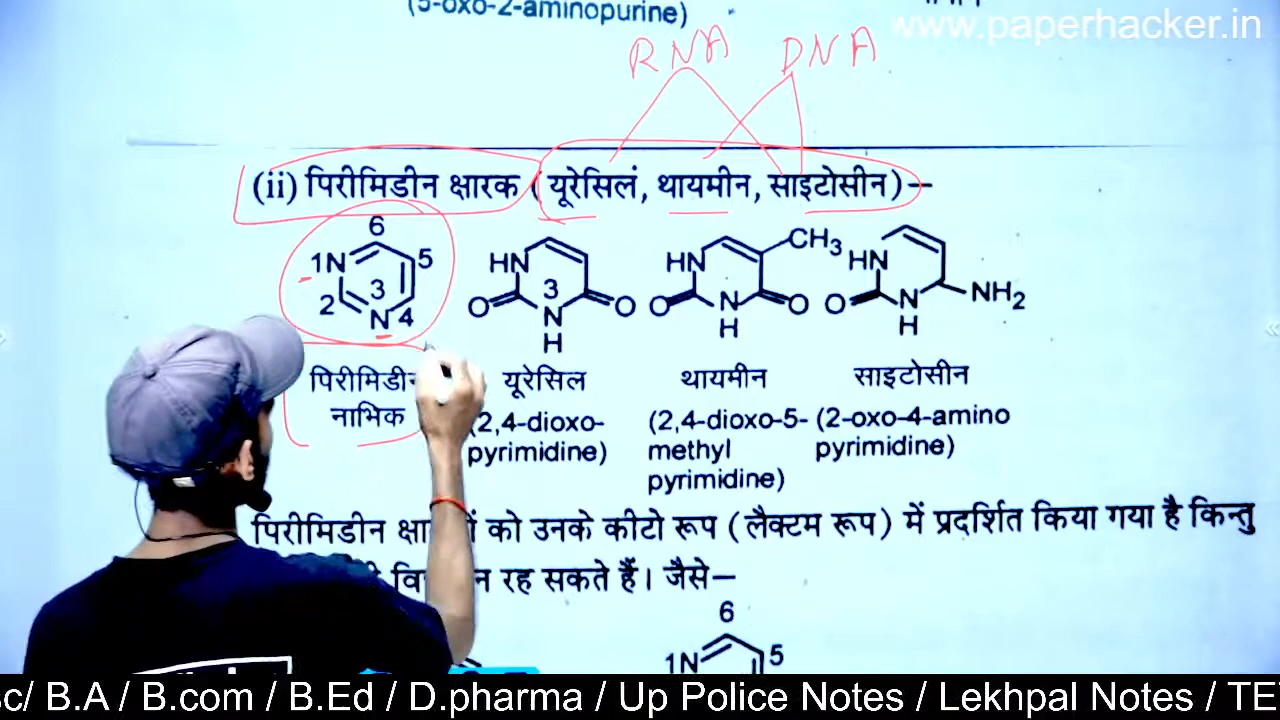 (5-oxo-2-aminopurine)
www.paperhacker.in
RNA DNA
(ii) पिरीमिडीन क्षारक (यूरेसिलं, थायमीन, साइटोसीन)–
6
1N 5
2 3
N 4
HN
O 3 O
N
H
CH3
HN
O N O
H
HN
O N NH2
H
पिरीमिडीन
नाभिक
यूरेसिल
(2,4-dioxo-
pyrimidine)
थायमीन
(2,4-dioxo-5-
methyl
pyrimidine)
साइटोसीन
(2-oxo-4-amino
pyrimidine)
पिरीमिडीन को उनके कीटो रूप (लैक्टम रूप) में प्रदर्शित किया गया है किन्तु
रह सकते हैं। जैसे–
6
1N 5
B.A / B.com / B.Ed / D.pharma / Up Police Notes / Lekhpal Notes /